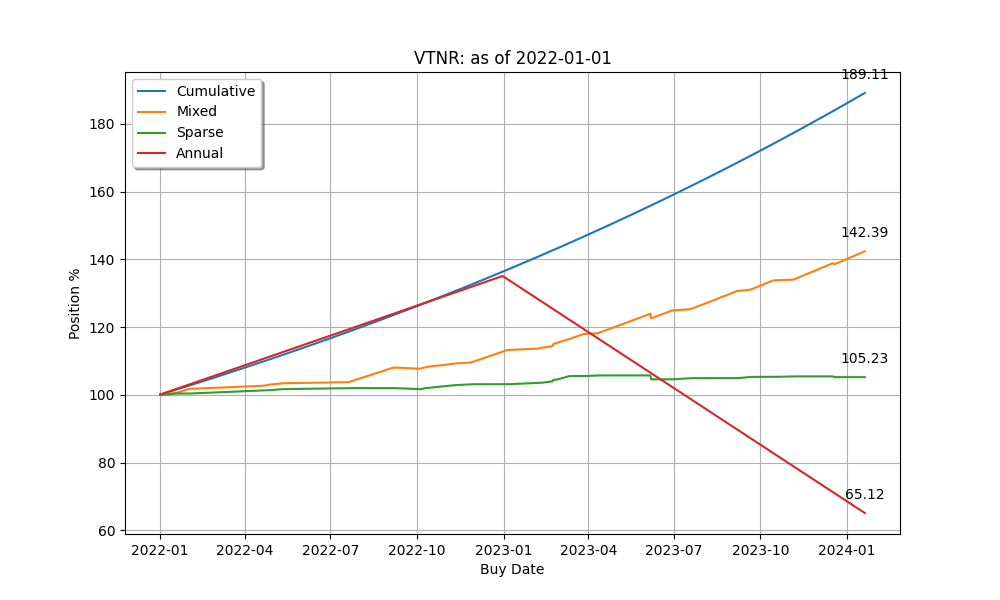 VTNR: as of 2022-01-01
189.11
Cumulative
Mixed
Sparse
Annual
180
160
142.39
140
120
105.23
100
80
65.12
60
Position %
2022-01 2022-04 2022-07 2022-10 2023-01 2023-04 2023-07 2023-10 2024-01
Buy Date